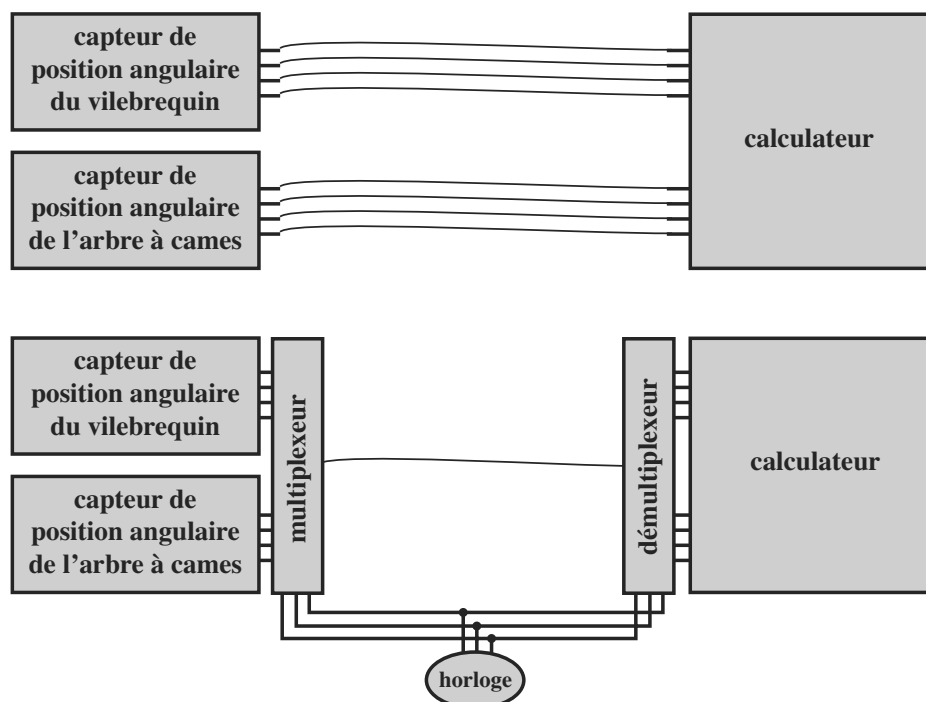 capteur de
position angulaire
du vilebrequin
capteur de
position angulaire
de l'arbre à cames
calculateur
capteur de
position angulaire
du vilebrequin
capteur de
position angulaire
de l'arbre à cames
multiplexeur
démultiplexeur
calculateur
horloge